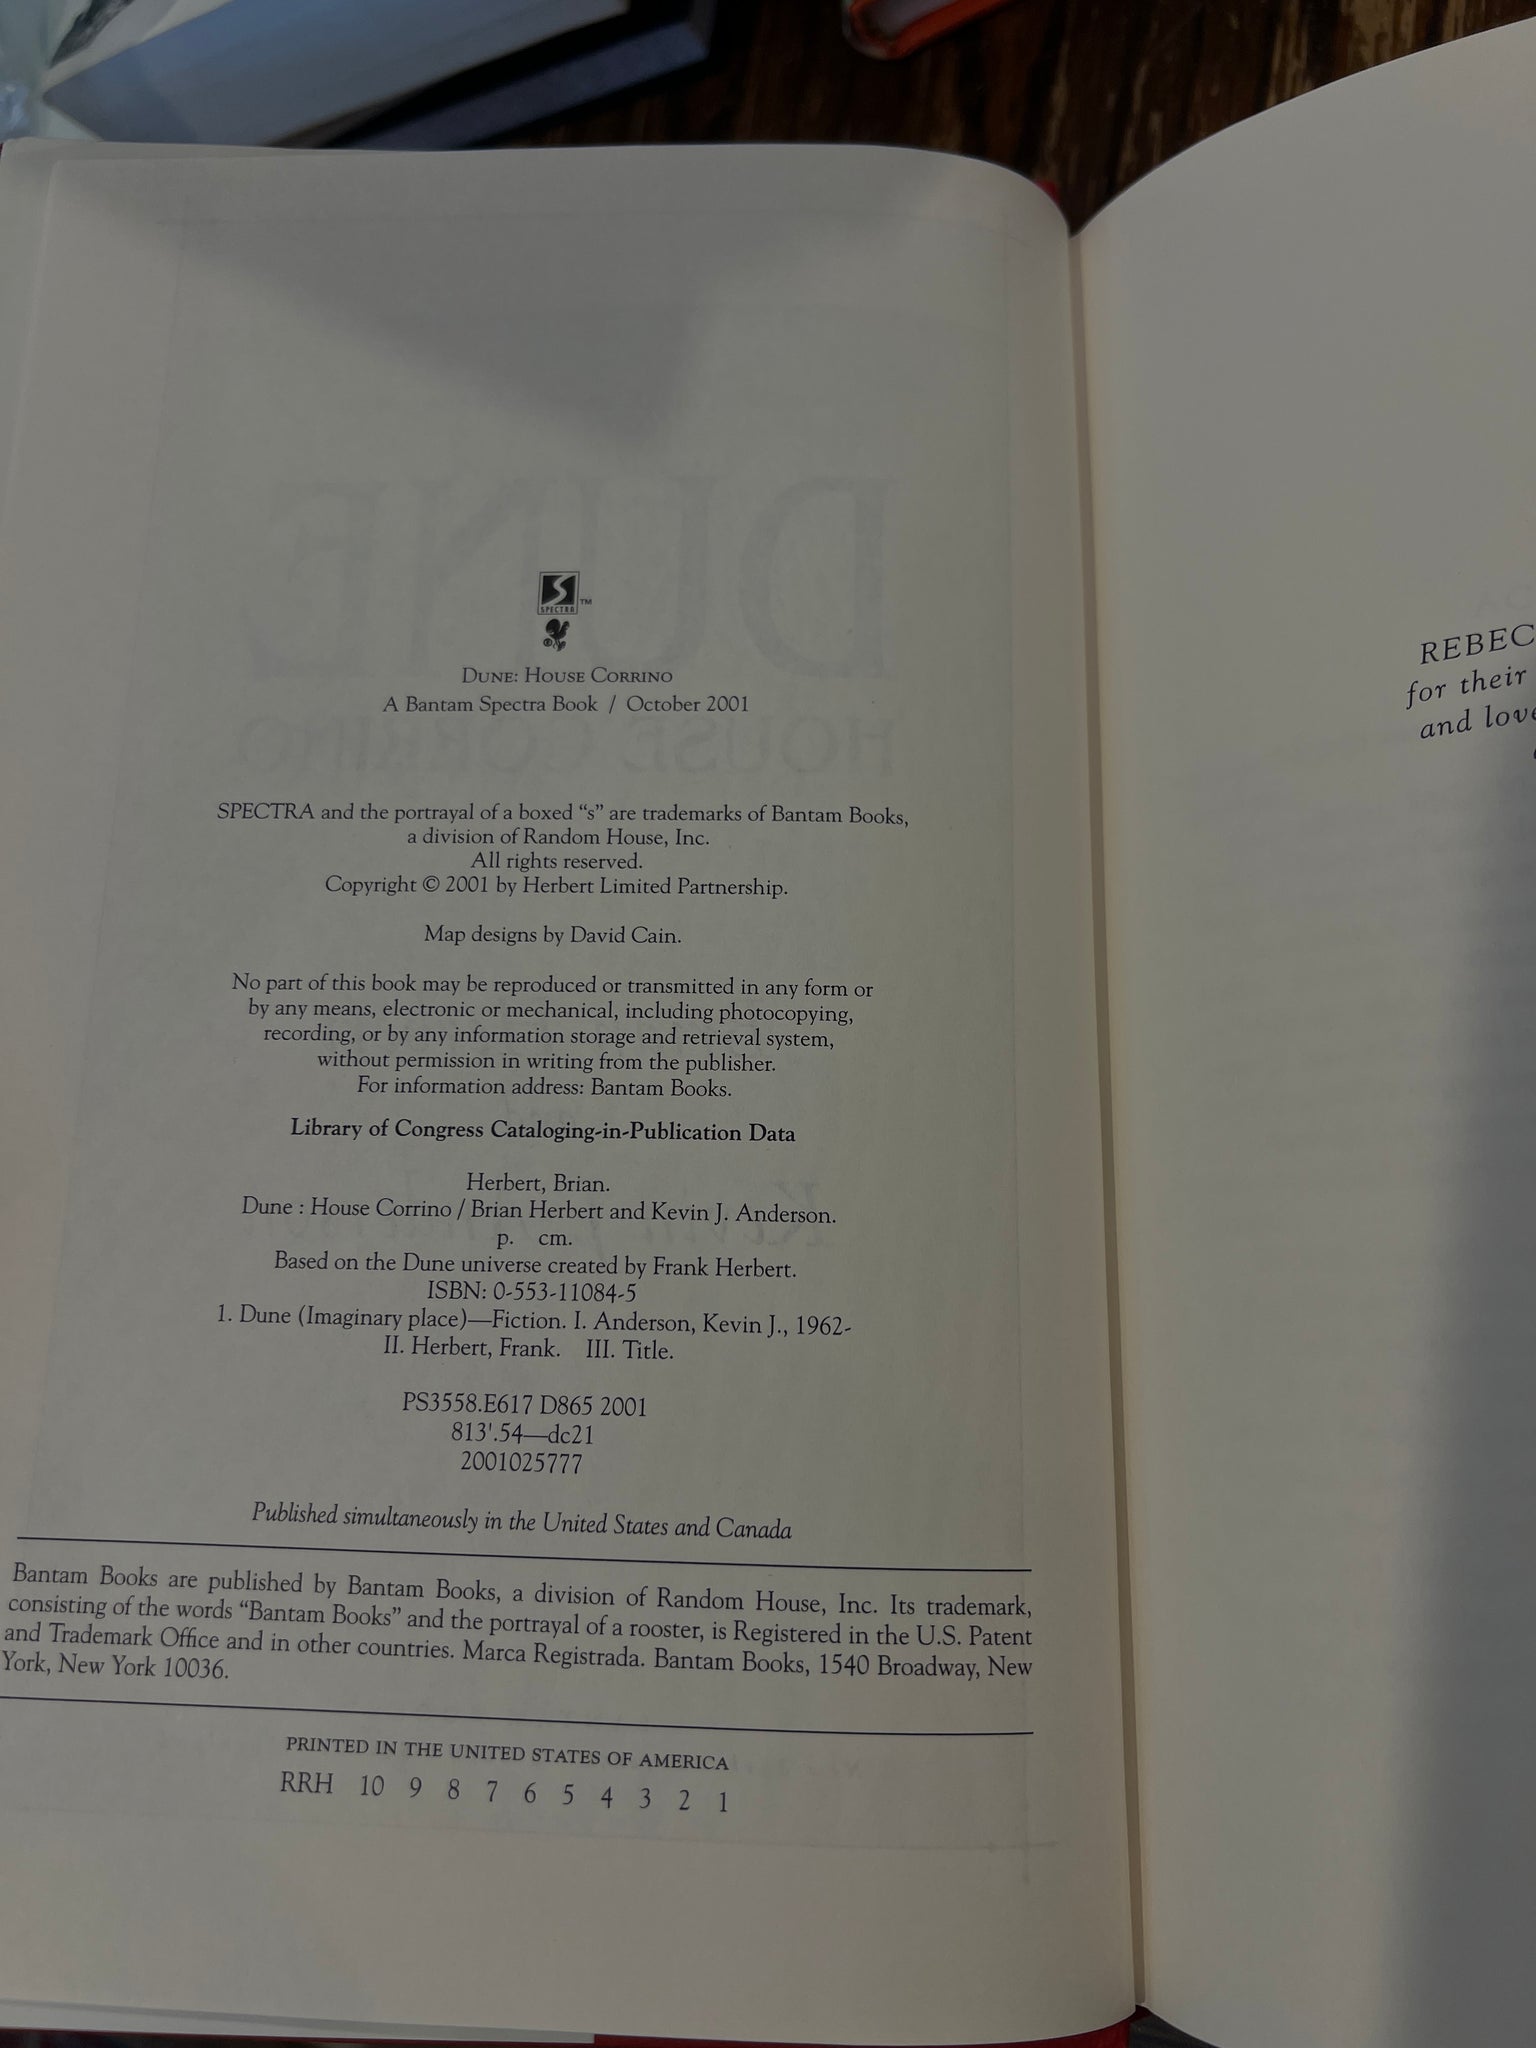 SPECTRA™
DUNE: HOUSE CORRINO
A Bantam Spectra Book / October 2001
SPECTRA and the portrayal of a boxed “s” are trademarks of Bantam Books,
a division of Random House, Inc.
All rights reserved.
Copyright © 2001 by Herbert Limited Partnership.
Map designs by David Cain.
No part of this book may be reproduced or transmitted in any form or
by any means, electronic or mechanical, including photocopying,
recording, or by any information storage and retrieval system,
without permission in writing from the publisher.
For information address: Bantam Books.
Library of Congress Cataloging-in-Publication Data
Herbert, Brian.
Dune : House Corrino / Brian Herbert and Kevin J. Anderson.
p. cm.
Based on the Dune universe created by Frank Herbert.
ISBN: 0-553-11084-5
1. Dune (Imaginary place)—Fiction. I. Anderson, Kevin J., 1962-
II. Herbert, Frank. III. Title.
PS3558.E617 D865 2001
813'.54—dc21
2001025777
Published simultaneously in the United States and Canada
Bantam Books are published by Bantam Books, a division of Random House, Inc. Its trademark,
consisting of the words “Bantam Books” and the portrayal of a rooster, is Registered in the U.S. Patent
and Trademark Office and in other countries. Marca Registrada. Bantam Books, 1540 Broadway, New
York, New York 10036.
PRINTED IN THE UNITED STATES OF AMERICA
RRH 10 9 8 7 6 5 4 3 2 1
REBEC
for their
and love